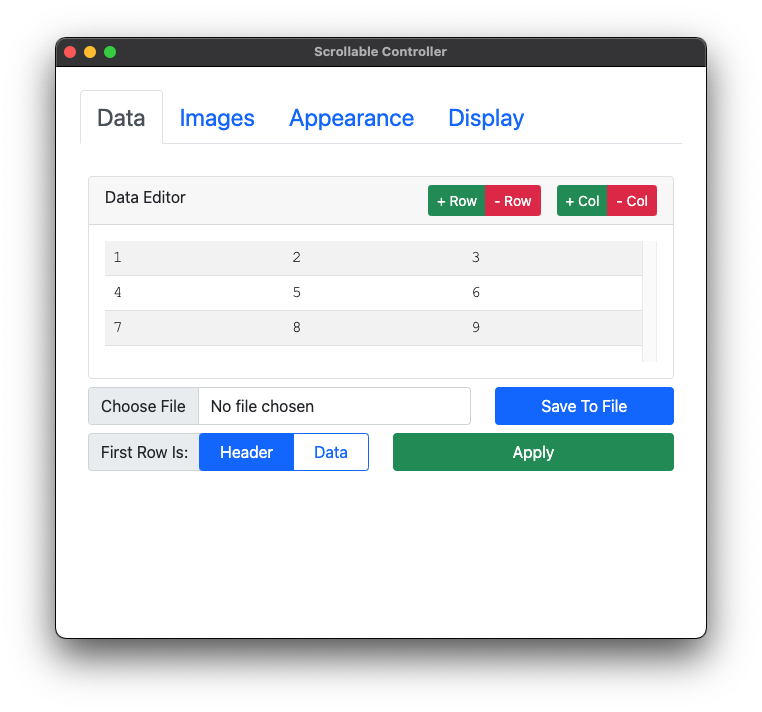 Scrollable Controller
Data Images Appearance Display
Data Editor + Row - Row + Col - Col
1 2 3
4 5 6
7 8 9
Choose File No file chosen Save To File
First Row Is: Header Data Apply